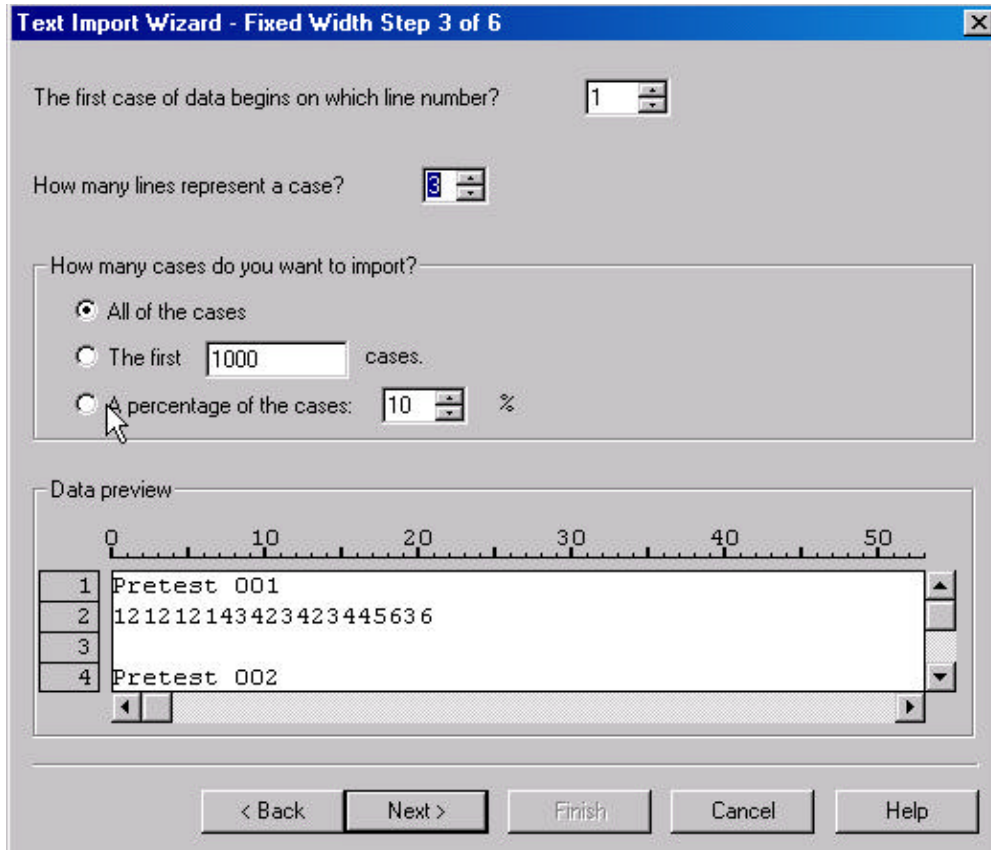 Text Import Wizard - Fixed Width Step 3 of 6
The first case of data begins on which line number? 1
How many lines represent a case? 3
How many cases do you want to import?
All of the cases
The first 1000 cases.
A percentage of the cases: 10 %
Data preview
0 10 20 30 40 50
1 Pretest 001
2 121212143423423445636
3
4 Pretest 002
< Back Next > Finish Cancel Help